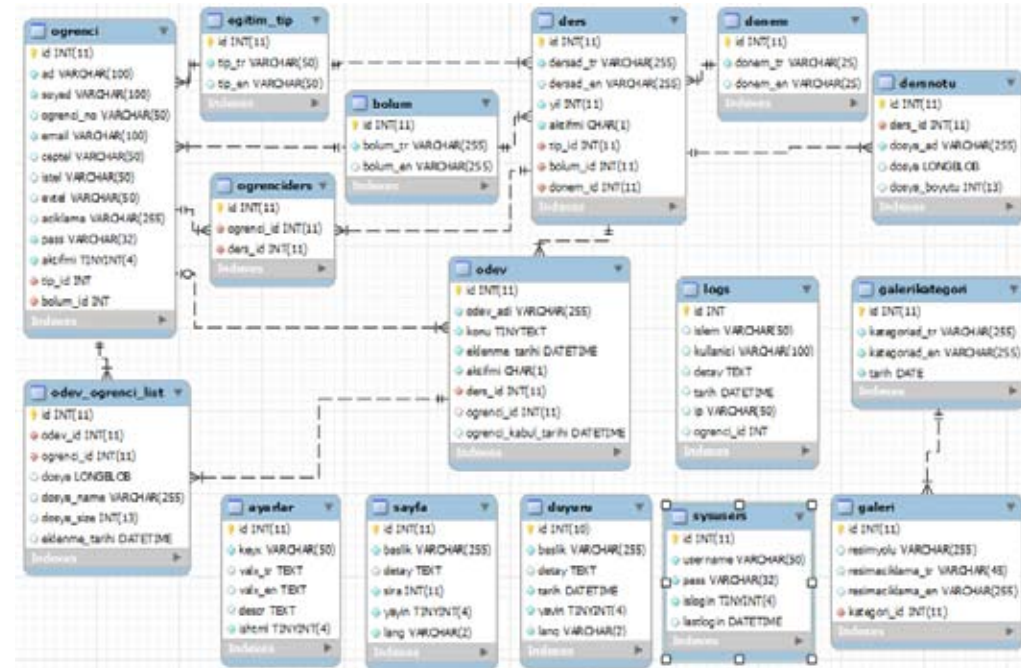 ogrenci
id INT(11)
ad VARCHAR(100)
soyad VARCHAR(100)
ogrenci_no VARCHAR(50)
email VARCHAR(100)
ceptel VARCHAR(50)
istel VARCHAR(50)
evtel VARCHAR(50)
aciklama VARCHAR(255)
pass VARCHAR(32)
aktifmi TINYINT(4)
tip_id INT
bolum_id INT
Indexes
egitim_tip
id INT(11)
tip_tr VARCHAR(50)
tip_en VARCHAR(50)
Indexes
bolum
id INT(11)
bolum_tr VARCHAR(255)
bolum_en VARCHAR(255)
Indexes
ogrenciders
id INT(11)
ogrenci_id INT(11)
ders_id INT(11)
Indexes
ders
id INT(11)
dersad_tr VARCHAR(255)
dersad_en VARCHAR(255)
yil INT(11)
aktifmi CHAR(1)
tip_id INT(11)
bolum_id INT(11)
donem_id INT(11)
Indexes
donem
id INT(11)
donem_tr VARCHAR(25)
donem_en VARCHAR(25)
Indexes
dersnotu
id INT(11)
ders_id INT(11)
dosya_ad VARCHAR(255)
dosya LONGBLOB
dosya_boyutu INT(13)
Indexes
odev
id INT(11)
odev_adi VARCHAR(255)
konu TINYTEXT
eklenme tarihi DATETIME
aktifmi CHAR(1)
ders_id INT(11)
ogrenci_id INT(11)
ogrenci_kabul_tarihi DATETIME
Indexes
logs
id INT
islem VARCHAR(50)
kullanici VARCHAR(100)
detay TEXT
tarih DATETIME
ip VARCHAR(50)
ogrenci_id INT
Indexes
galerikategori
id INT(11)
kategoriad_tr VARCHAR(255)
kategoriad_en VARCHAR(255)
tarih DATE
Indexes
odev_ogrenci_list
id INT(11)
odev_id INT(11)
ogrenci_id INT(11)
dosya LONGBLOB
dosya_name VARCHAR(255)
dosya_size INT(13)
eklenme_tarihi DATETIME
Indexes
ayarlar
id INT(11)
keyx VARCHAR(50)
valx_tr TEXT
valx_en TEXT
descr TEXT
ishtml TINYINT(4)
Indexes
sayfa
id INT(11)
baslik VARCHAR(255)
detay TEXT
sira INT(11)
yayin TINYINT(4)
lang VARCHAR(2)
Indexes
duyuru
id INT(10)
baslik VARCHAR(255)
detay TEXT
tarih DATETIME
yayin TINYINT(4)
lang VARCHAR(2)
Indexes
sysusers
id INT(11)
username VARCHAR(50)
pass VARCHAR(32)
islogin TINYINT(4)
lastlogin DATETIME
Indexes
galeri
id INT(11)
resimyolu VARCHAR(255)
resimaciklama_tr VARCHAR(45)
resimaciklama_en VARCHAR(255)
kategori_id INT(11)
Indexes